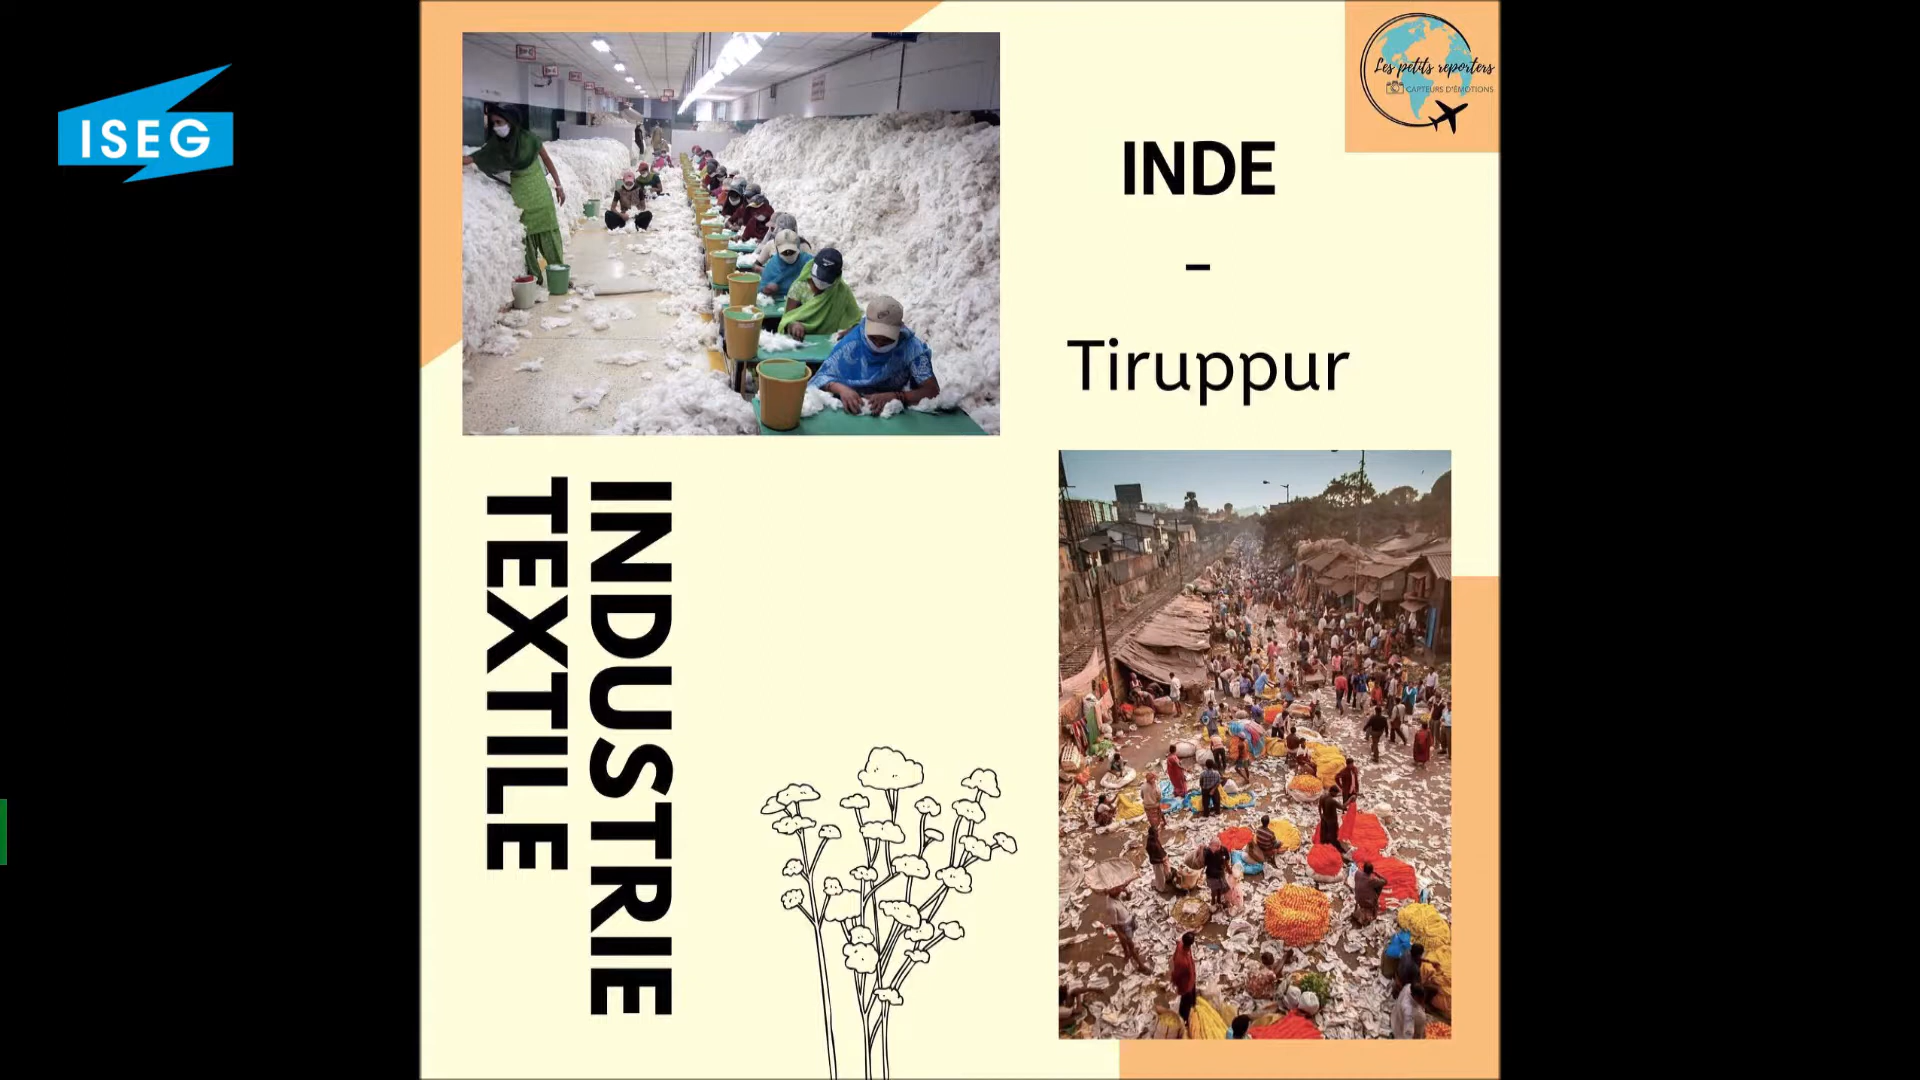 ISEG
Les petits reporters
CAPTEURS D'ÉMOTIONS
INDE
-
Tiruppur
INDUSTRIE
TEXTILE